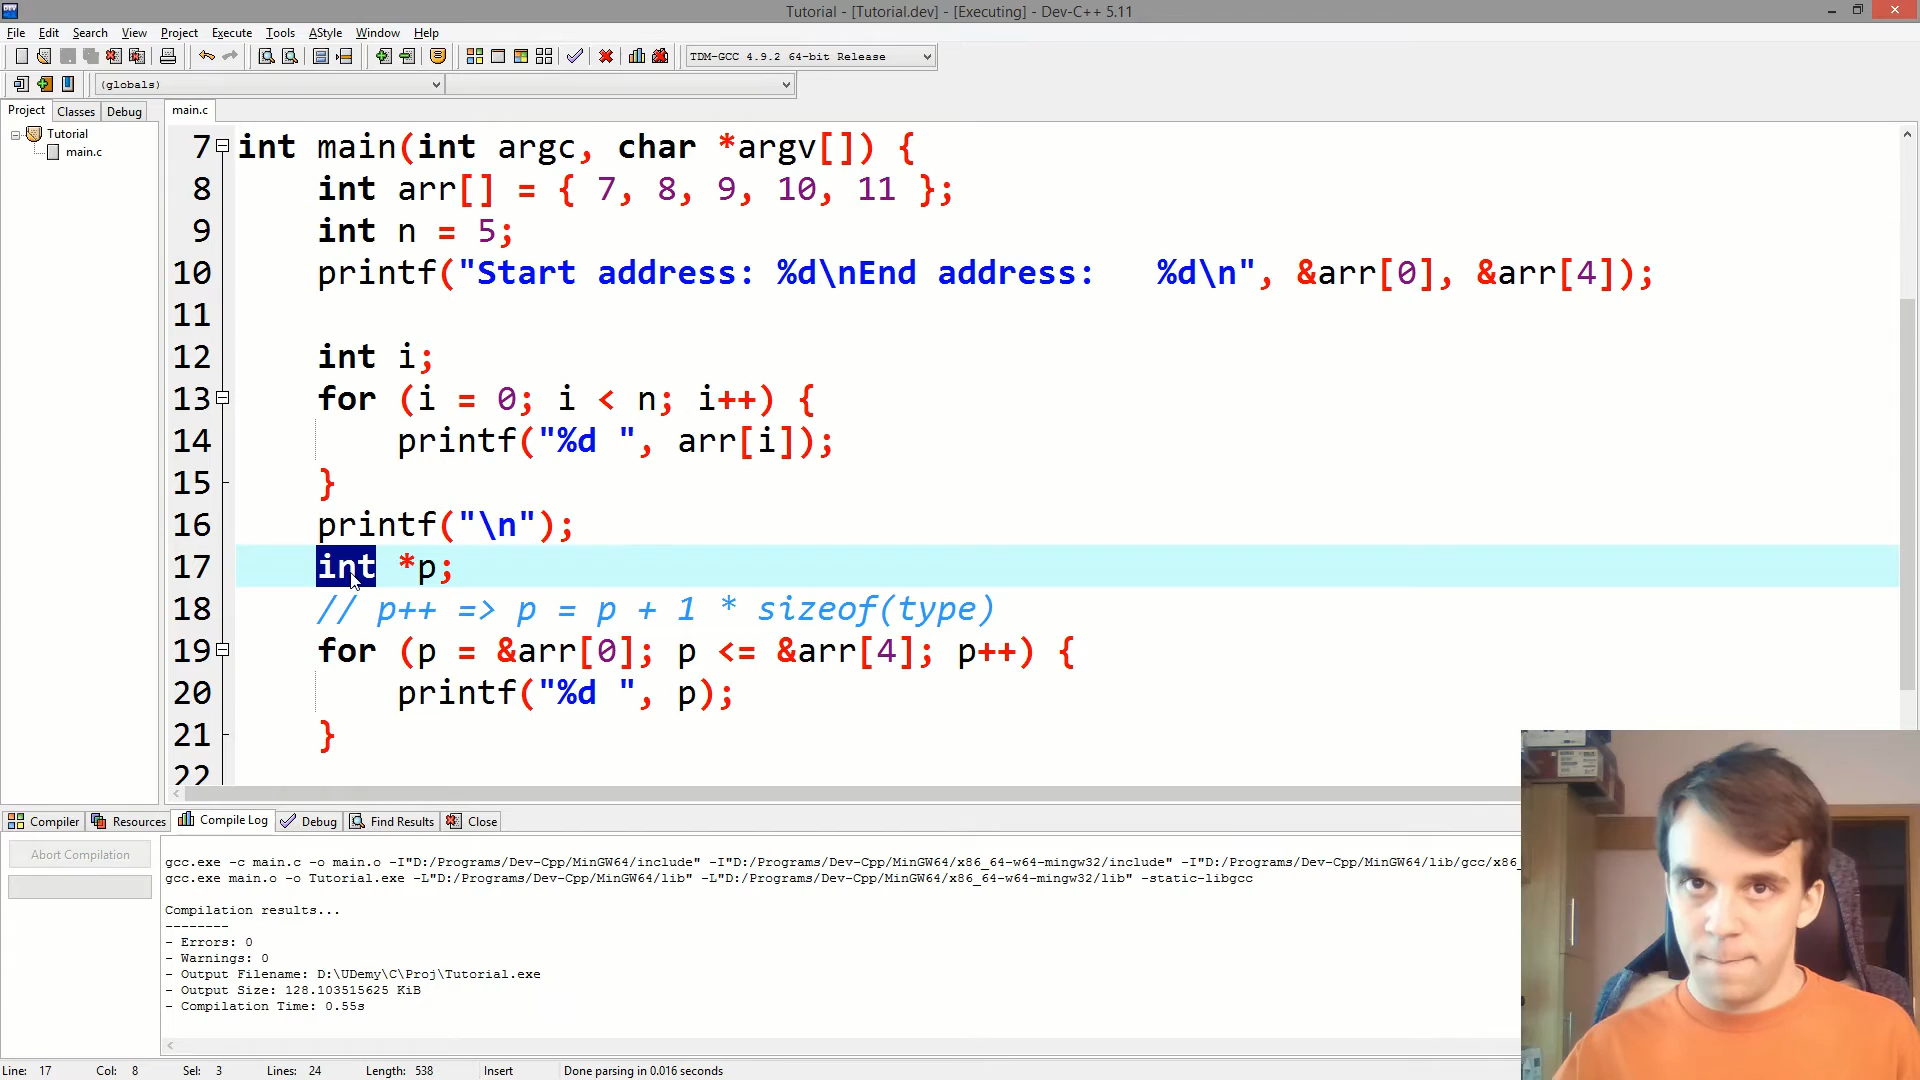 Tutorial - [Tutorial.dev] - [Executing] - Dev-C++ 5.11
File Edit Search View Project Execute Tools AStyle Window Help
TDM-GCC 4.9.2 64-bit Release
(globals)
Project Classes Debug
main.c
Tutorial
main.c
7 int main(int argc, char *argv[]) {
8 int arr[] = { 7, 8, 9, 10, 11 };
9 int n = 5;
10 printf("Start address: %d\nEnd address:   %d\n", &arr[0], &arr[4]);
11
12 int i;
13 for (i = 0; i < n; i++) {
14 printf("%d ", arr[i]);
15 }
16 printf("\n");
17 int *p;
18 // p++ => p = p + 1 * sizeof(type)
19 for (p = &arr[0]; p <= &arr[4]; p++) {
20 printf("%d ", p);
21 }
22
Compiler Resources Compile Log Debug Find Results Close
Abort Compilation
gcc.exe -c main.c -o main.o -I"D:/Programs/Dev-Cpp/MinGW64/include" -I"D:/Programs/Dev-Cpp/MinGW64/x86_64-w64-mingw32/include" -I"D:/Programs/Dev-Cpp/MinGW64/lib/gcc/x86_
gcc.exe main.o -o Tutorial.exe -L"D:/Programs/Dev-Cpp/MinGW64/lib" -L"D:/Programs/Dev-Cpp/MinGW64/x86_64-w64-mingw32/lib" -static-libgcc
Compilation results...
--------
- Errors: 0
- Warnings: 0
- Output Filename: D:\UDemy\C\Proj\Tutorial.exe
- Output Size: 128.103515625 KiB
- Compilation Time: 0.55s
Line: 17 Col: 8 Sel: 3 Lines: 24 Length: 538 Insert Done parsing in 0.016 seconds